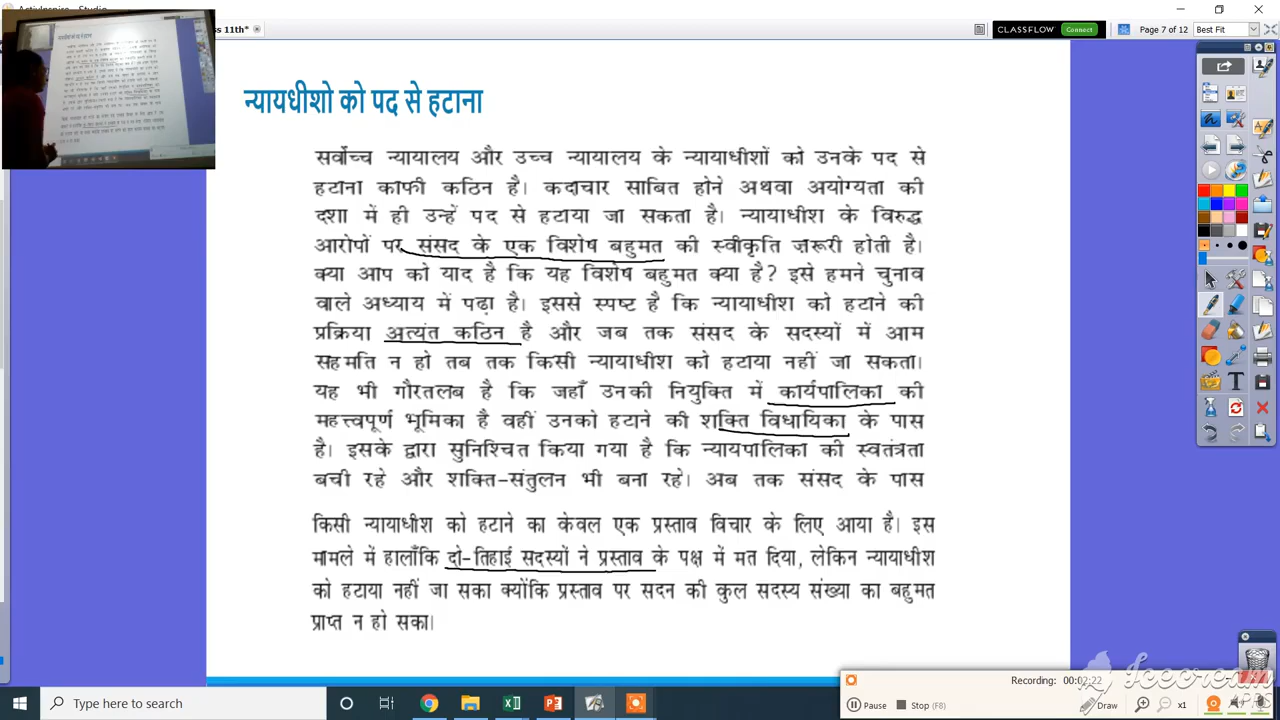 ActivInspire - Studio
ss 11th*
CLASSFLOW Connect
Page 7 of 12
Best Fit
न्यायधीशो को पद से हटाना
सर्वोच्च न्यायालय और उच्च न्यायालय के न्यायाधीशों को उनके पद से
हटाना काफी कठिन है। कदाचार साबित होने अथवा अयोग्यता की
दशा में ही उन्हें पद से हटाया जा सकता है। न्यायाधीश के विरुद्ध
आरोपों पर संसद के एक विशेष बहुमत की स्वीकृति ज़रूरी होती है।
क्या आप को याद है कि यह विशेष बहुमत क्या है? इसे हमने चुनाव
वाले अध्याय में पढ़ा है। इससे स्पष्ट है कि न्यायाधीश को हटाने की
प्रक्रिया अत्यंत कठिन है और जब तक संसद के सदस्यों में आम
सहमति न हो तब तक किसी न्यायाधीश को हटाया नहीं जा सकता।
यह भी गौरतलब है कि जहाँ उनकी नियुक्ति में कार्यपालिका की
महत्त्वपूर्ण भूमिका है वहीं उनको हटाने की शक्ति विधायिका के पास
है। इसके द्वारा सुनिश्चित किया गया है कि न्यायपालिका की स्वतंत्रता
बची रहे और शक्ति-संतुलन भी बना रहे। अब तक संसद के पास
किसी न्यायाधीश को हटाने का केवल एक प्रस्ताव विचार के लिए आया है। इस
मामले में हालाँकि दो-तिहाई सदस्यों ने प्रस्ताव के पक्ष में मत दिया, लेकिन न्यायाधीश
को हटाया नहीं जा सका क्योंकि प्रस्ताव पर सदन की कुल सदस्य संख्या का बहुमत
प्राप्त न हो सका।
Recording: 00:02:22
Icecream
Pause Stop (F8) Draw x1
Type here to search